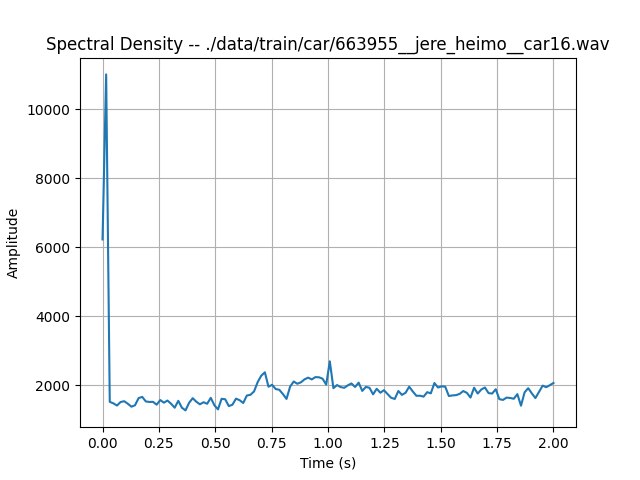 Spectral Density -- ./data/train/car/663955__jere_heimo__car16.wav
10000
8000
6000
4000
2000
Amplitude
0.00 0.25 0.50 0.75 1.00 1.25 1.50 1.75 2.00
Time (s)